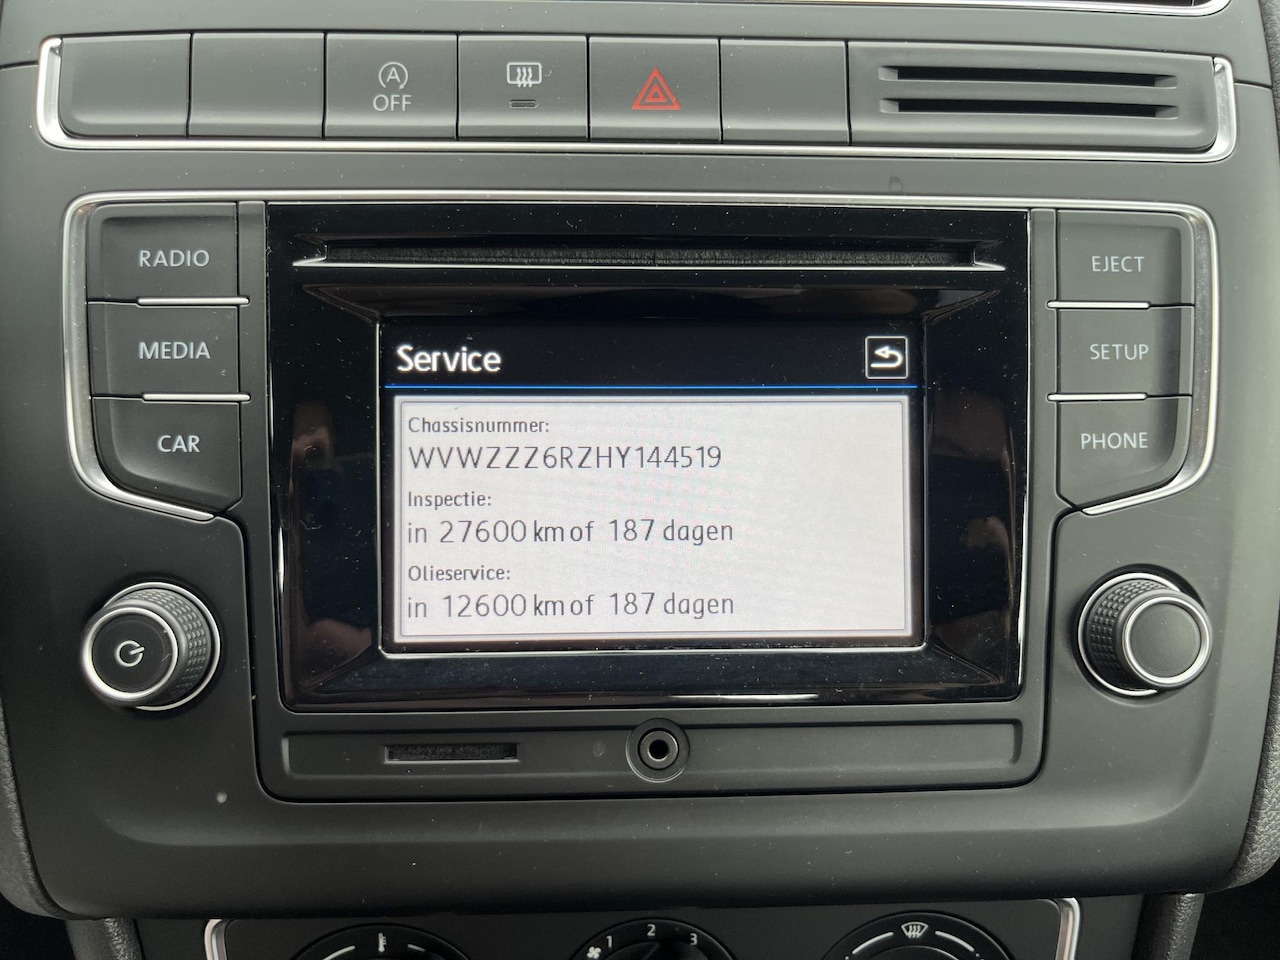 A
OFF
RADIO
EJECT
MEDIA
SETUP
CAR
PHONE
Service
Chassisnummer:
WVWZZZ6RZHY144519
Inspectie:
in 27600 km of 187 dagen
Olieservice:
in 12600 km of 187 dagen
1 2 3